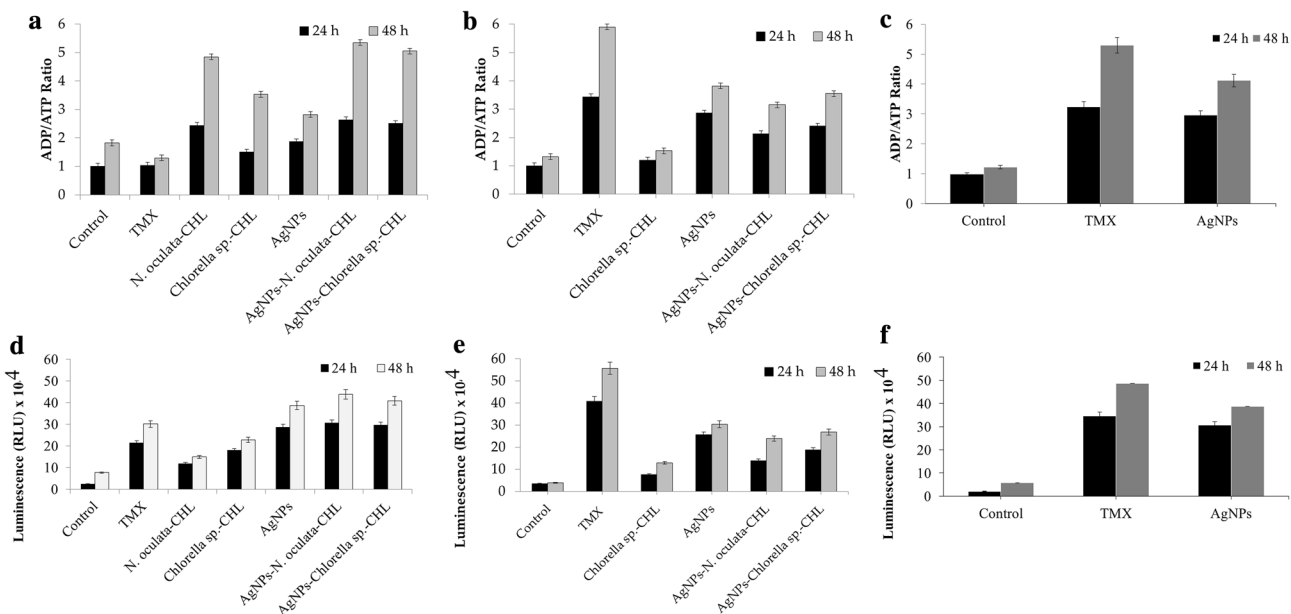 a
ADP/ATP Ratio
6
5
4
3
2
1
0
24 h 48 h
Control
TMX
N. oculata-CHL
Chlorella sp.-CHL
AgNPs
AgNPs-N. oculata-CHL
AgNPs-Chlorella sp.-CHL
b
ADP/ATP Ratio
6
5
4
3
2
1
0
24 h 48 h
Control
TMX
Chlorella sp.-CHL
AgNPs
AgNPs-N. oculata-CHL
AgNPs-Chlorella sp.-CHL
c
ADP/ATP Ratio
6
5
4
3
2
1
0
24 h 48 h
Control
TMX
AgNPs
d
Luminescence (RLU) x 10-4
60
50
40
30
20
10
0
24 h 48 h
Control
TMX
N. oculata-CHL
Chlorella sp.-CHL
AgNPs
AgNPs-N. oculata-CHL
AgNPs-Chlorella sp.-CHL
e
Luminescence (RLU) x 10-4
60
50
40
30
20
10
0
24 h 48 h
Control
TMX
Chlorella sp.-CHL
AgNPs
AgNPs-N. oculata-CHL
AgNPs-Chlorella sp.-CHL
f
Luminescence (RLU) x 10-4
60
50
40
30
20
10
0
24 h 48 h
Control
TMX
AgNPs